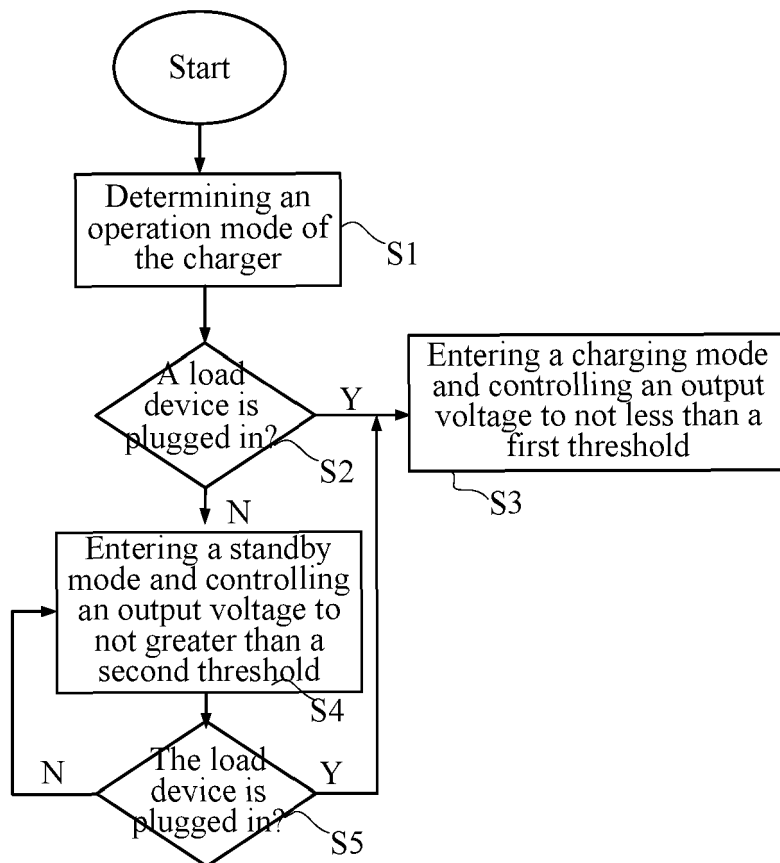 Start
Determining an
operation mode of
the charger
S1
A load
device is
plugged in?
Y
S2
N
Entering a charging mode
and controlling an output
voltage to not less than a
first threshold
S3
Entering a standby
mode and controlling
an output voltage to
not greater than a
second threshold
S4
The load
device is
plugged in?
N
Y
S5